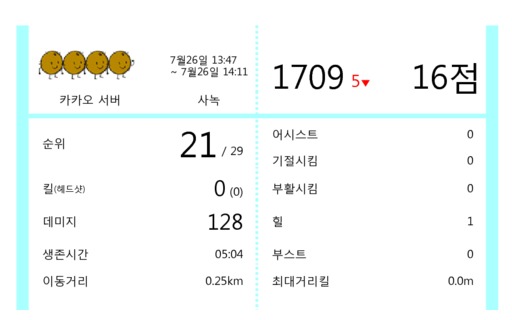 7월26일 13:47
~ 7월26일 14:11
카카오 서버
사녹
1709 5▼
16점
순위
21 / 29
킬(헤드샷)
0 (0)
데미지
128
생존시간
05:04
이동거리
0.25km
어시스트
0
기절시킴
0
부활시킴
0
힐
1
부스트
0
최대거리킬
0.0m